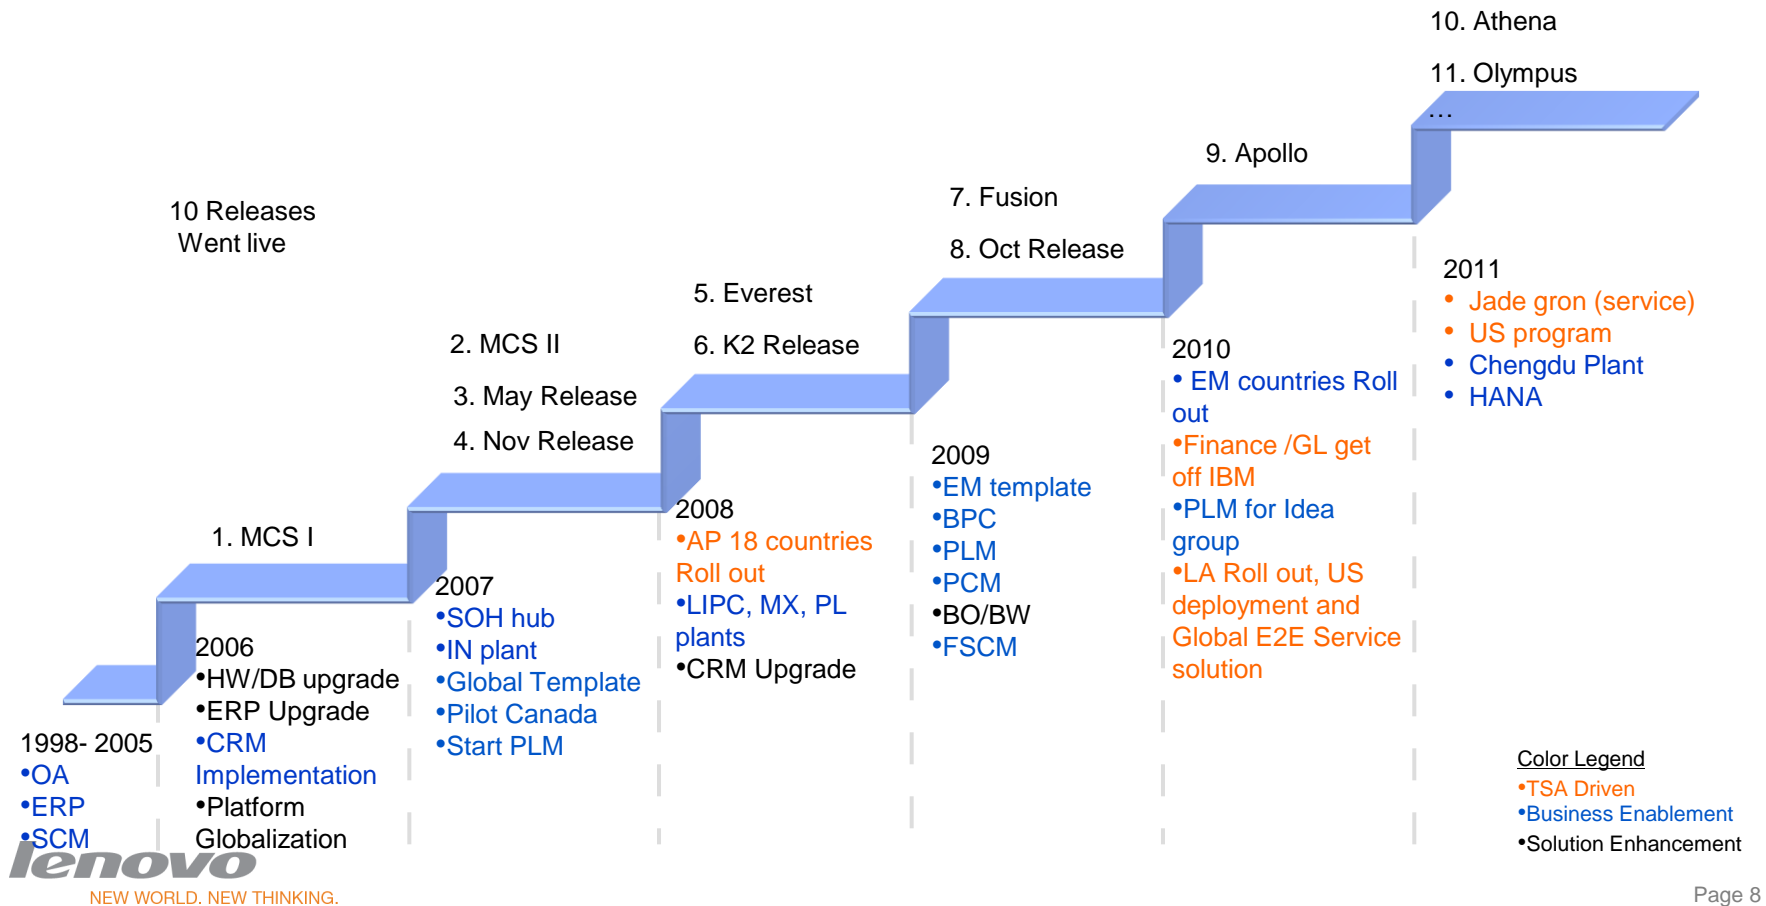 10. Athena
11. Olympus
...
9. Apollo
10 Releases
Went live
7. Fusion
8. Oct Release
5. Everest
6. K2 Release
2. MCS II
3. May Release
4. Nov Release
1. MCS I
1998- 2005
•OA
•ERP
•SCM
2006
•HW/DB upgrade
•ERP Upgrade
•CRM
Implementation
•Platform
Globalization
2007
•SOH hub
•IN plant
•Global Template
•Pilot Canada
•Start PLM
2008
•AP 18 countries
Roll out
•LIPC, MX, PL
plants
•CRM Upgrade
2009
•EM template
•BPC
•PLM
•PCM
•BO/BW
•FSCM
2010
• EM countries Roll
out
•Finance /GL get
off IBM
•PLM for Idea
group
•LA Roll out, US
deployment and
Global E2E Service
solution
2011
• Jade gron (service)
• US program
• Chengdu Plant
• HANA
Color Legend
•TSA Driven
•Business Enablement
•Solution Enhancement
lenovo
NEW WORLD. NEW THINKING.
Page 8